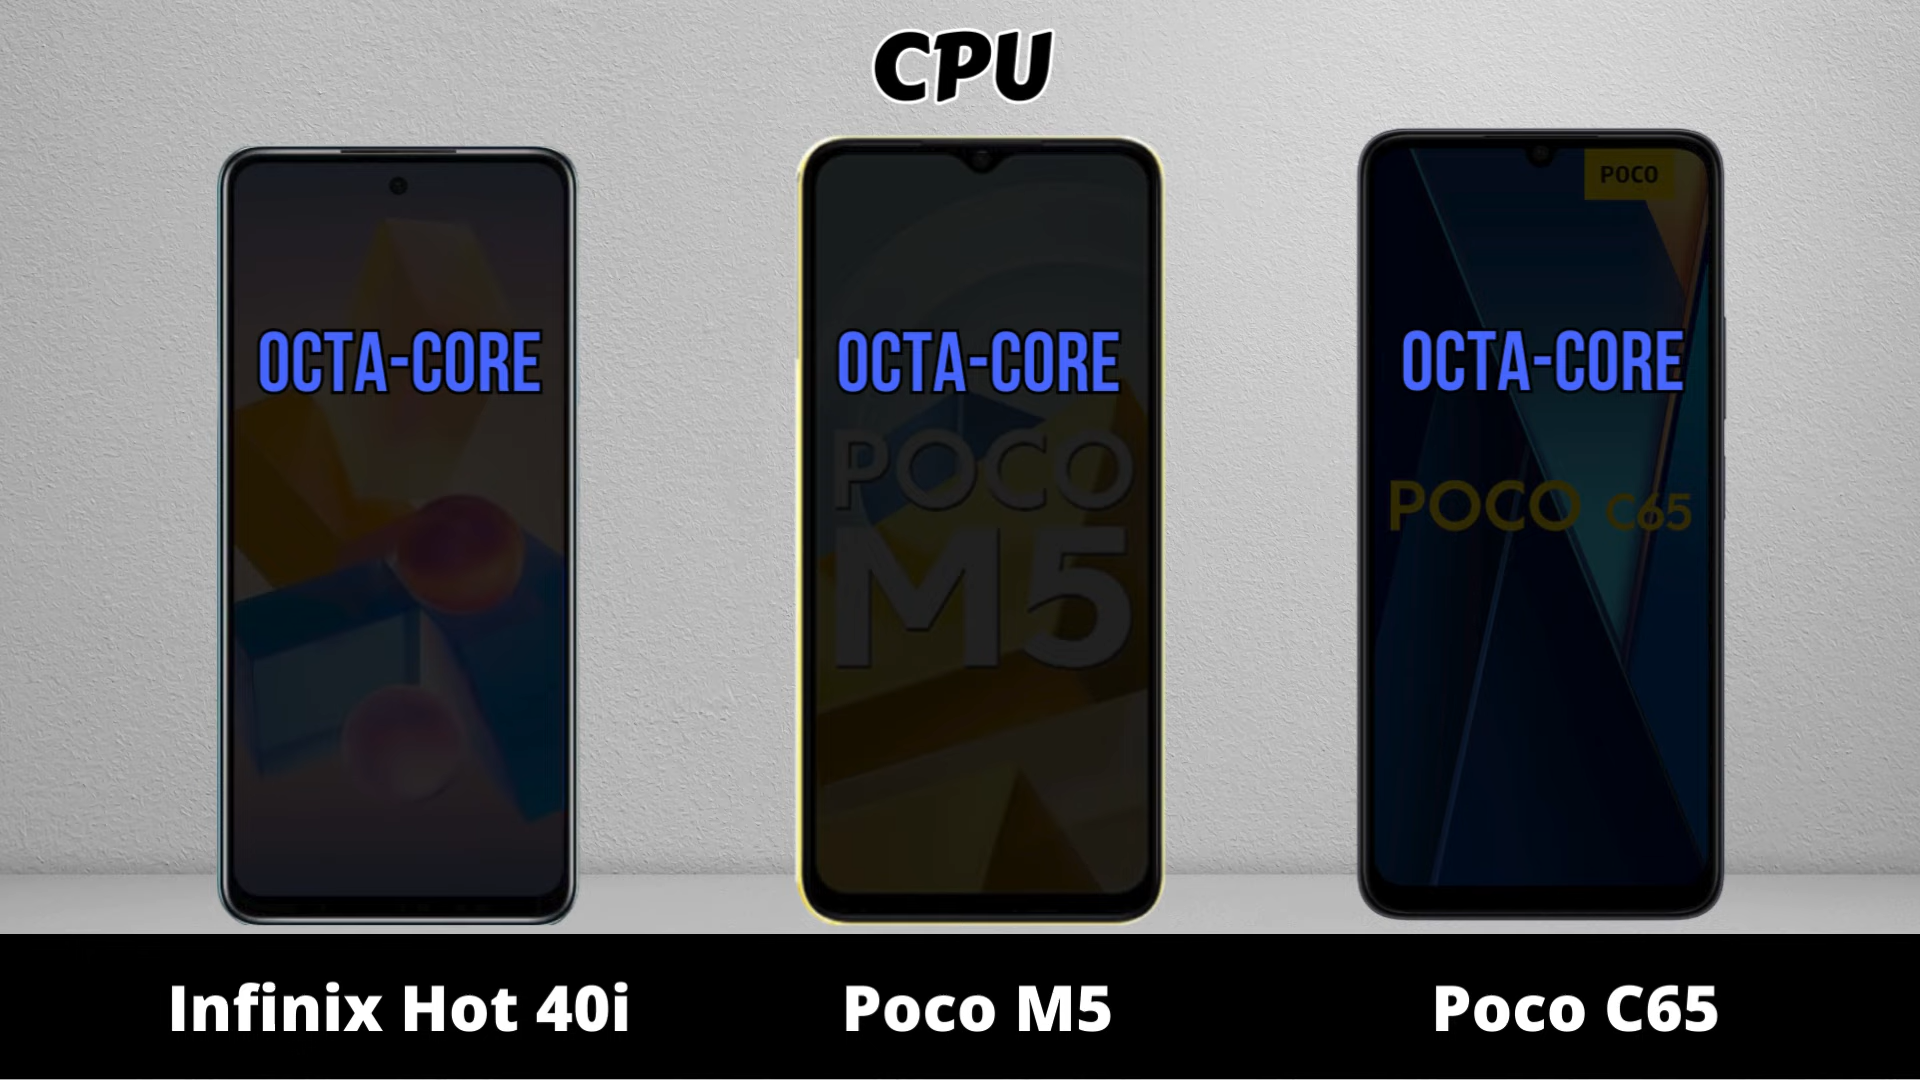 CPU
OCTA-CORE
OCTA-CORE
POCO
M5
POCO
OCTA-CORE
POCO C65
Infinix Hot 40i
Poco M5
Poco C65